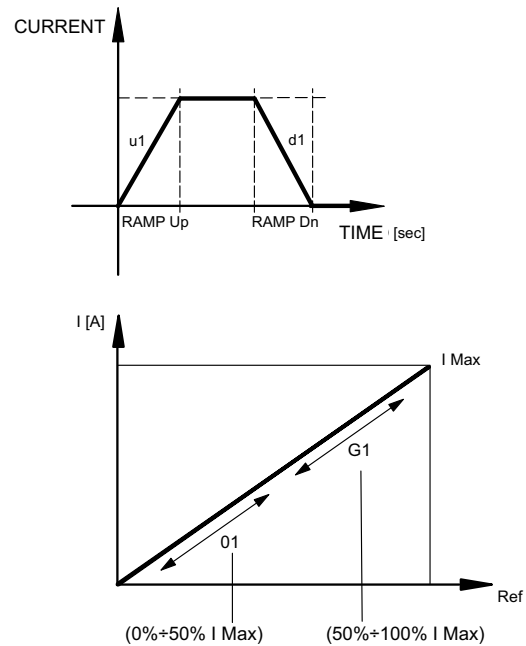 CURRENT
u1
d1
RAMP Up
RAMP Dn
TIME [sec]
I [A]
I Max
G1
01
Ref
(0%÷50% I Max)
(50%÷100% I Max)